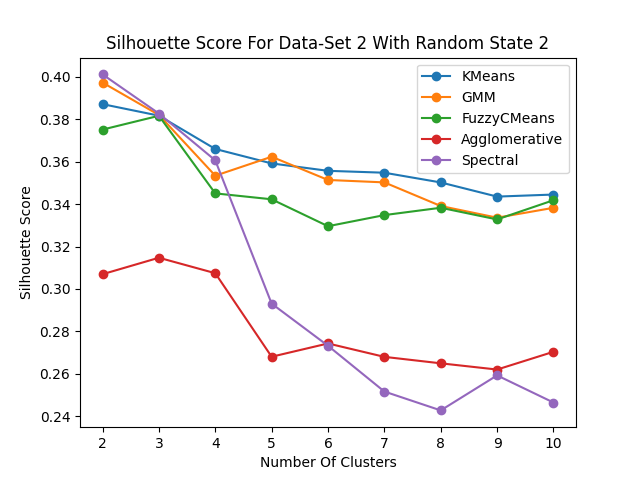 Silhouette Score For Data-Set 2 With Random State 2
KMeans
GMM
FuzzyCMeans
Agglomerative
Spectral
Silhouette Score
0.40
0.38
0.36
0.34
0.32
0.30
0.28
0.26
0.24
2 3 4 5 6 7 8 9 10
Number Of Clusters